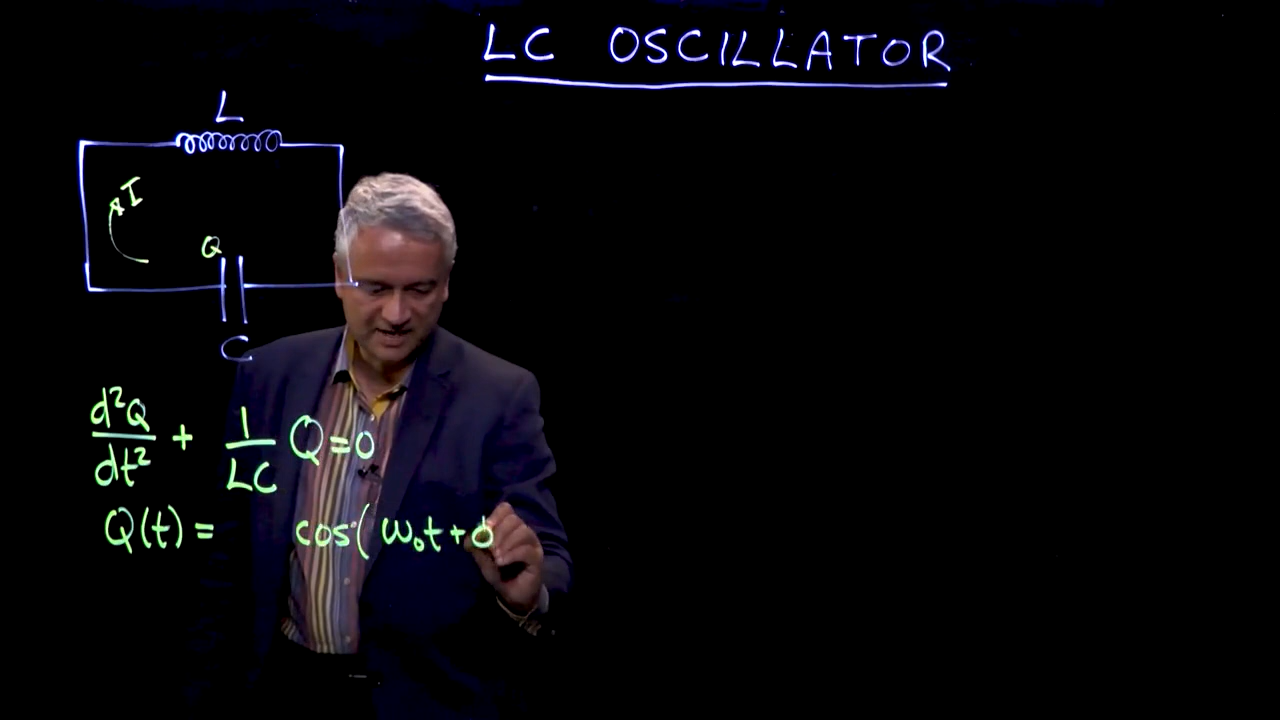 LC OSCILLATOR
L
I
Q
C
d²Q/dt² + 1/LC Q = 0
Q(t) = cos( ω₀t +